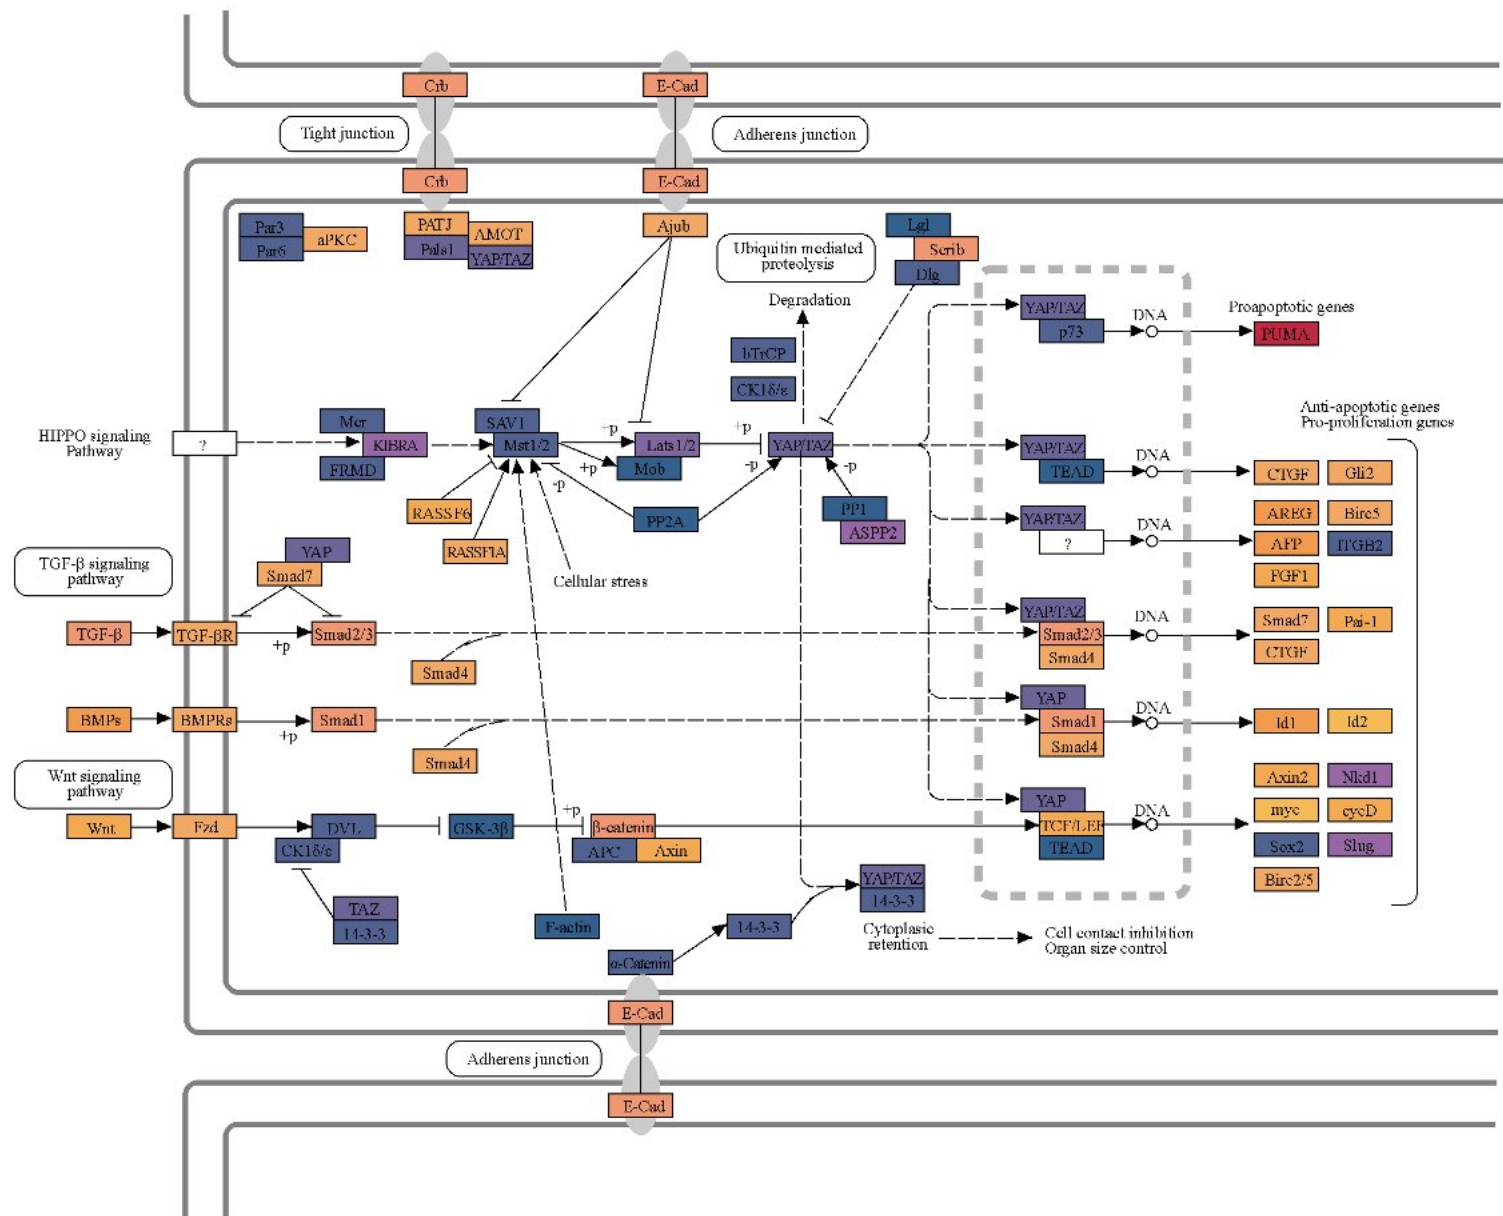 Crb
E-Cad
Tight junction
Adherens junction
Crb
E-Cad
Par3
Par6
aPKC
PATJ
Pals1
AMOT
YAP/TAZ
Ajub
Ubiquitin mediated
proteolysis
Degradation
Lgl
Scrib
Dlg
bTrCP
CK1δ/ε
YAP/TAZ
p73
DNA
Proapoptotic genes
PUMA
Anti-apoptotic genes
Pro-proliferation genes
HIPPO signaling
Pathway
?
Mer
KIBRA
FRMD
SAV1
Mst1/2
+p
+p
-p
Lats1/2
Mob
+p
YAP/TAZ
-p
-p
RASSF6
RASSF1A
PP2A
PP1
ASPP2
Cellular stress
YAP/TAZ
TEAD
DNA
CTGF
Gli2
YAP/TAZ
?
DNA
AREG
Birc5
AFP
ITGB2
FGF1
TGF-β signaling
pathway
YAP
Smad7
TGF-β
TGF-βR
+p
Smad2/3
Smad4
YAP/TAZ
Smad2/3
Smad4
DNA
Smad7
Pai-1
CTGF
BMPs
BMPRs
+p
Smad1
Smad4
YAP
Smad1
Smad4
DNA
Id1
Id2
Wnt signaling
pathway
Wnt
Fzd
DVL
CK1δ/ε
GSK-3β
+p
β-catenin
APC
Axin
YAP
TCF/LEF
TEAD
DNA
Axin2
Nkd1
myc
cycD
Sox2
Slug
Birc2/5
TAZ
14-3-3
F-actin
α-Catenin
14-3-3
YAP/TAZ
14-3-3
Cytoplasic
retention
Cell contact inhibition
Organ size control
E-Cad
Adherens junction
E-Cad